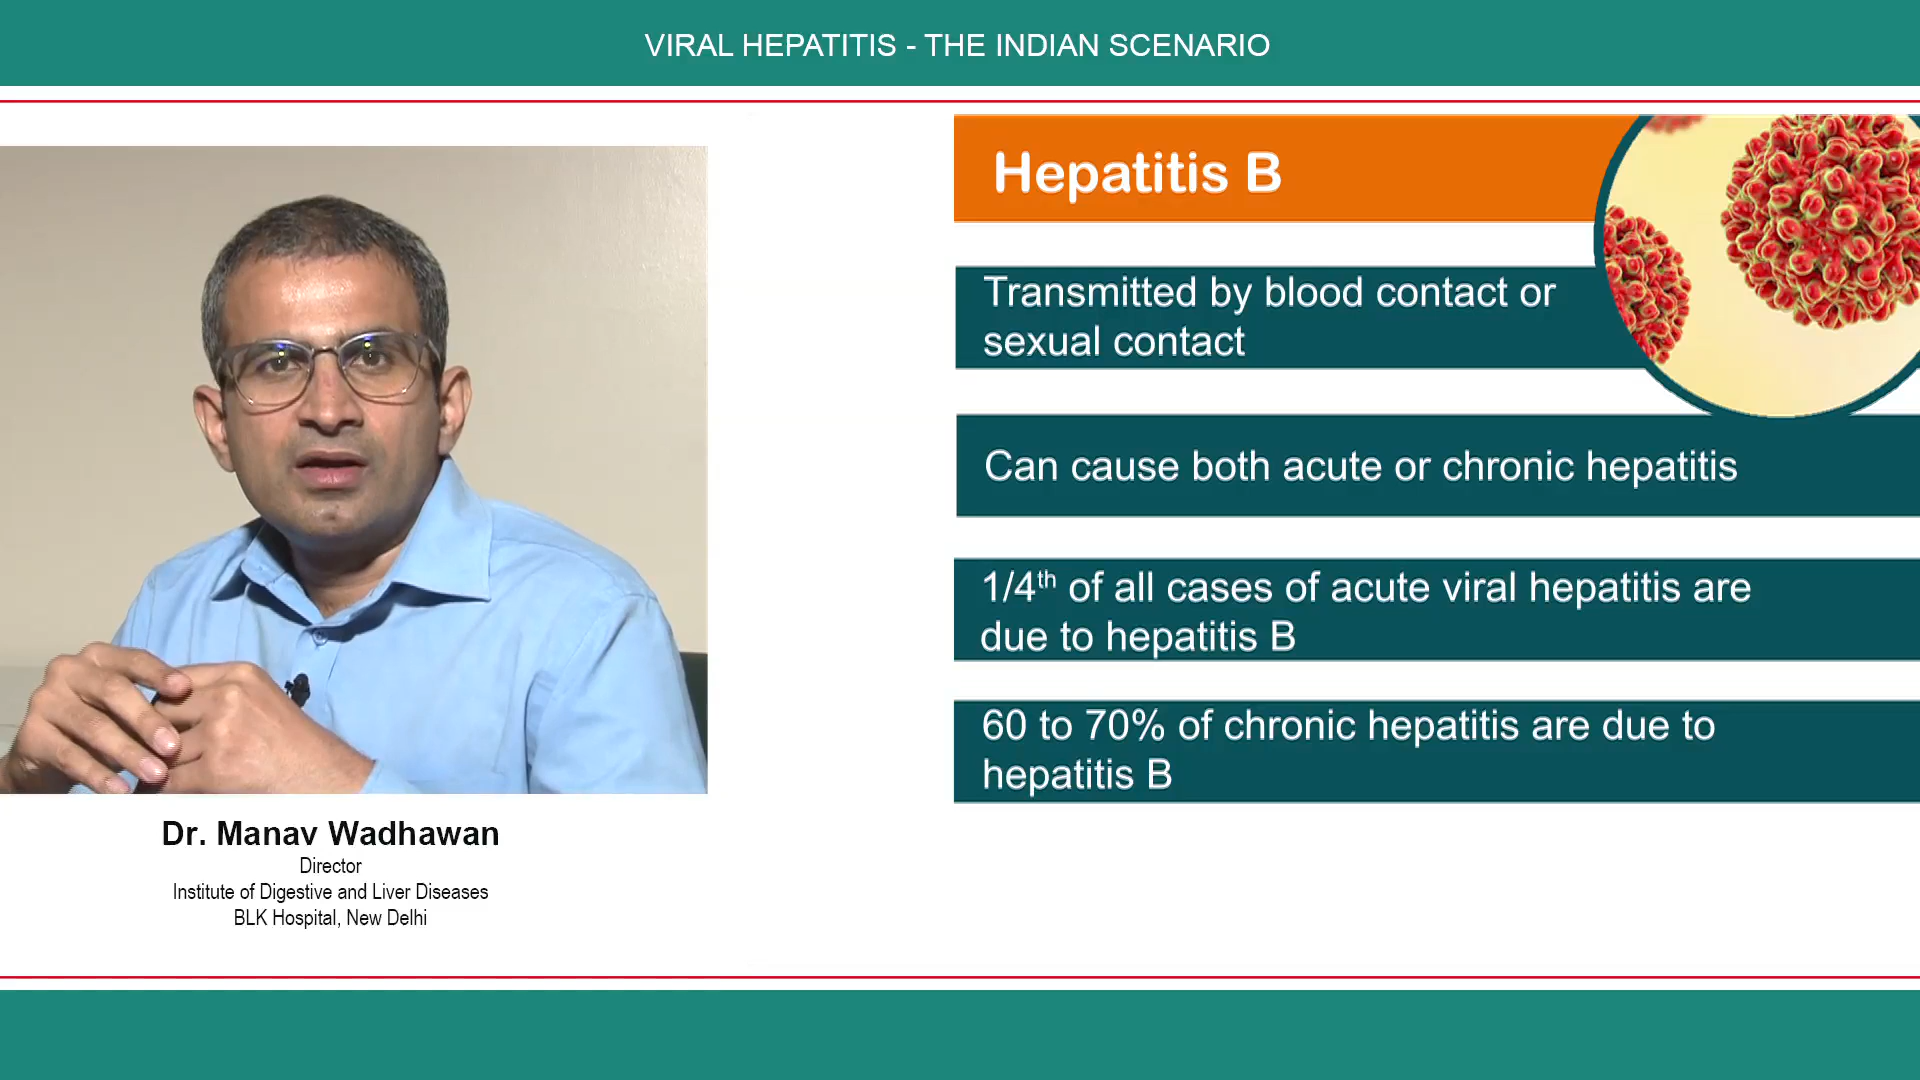 VIRAL HEPATITIS - THE INDIAN SCENARIO
Hepatitis B
Transmitted by blood contact or
sexual contact
Can cause both acute or chronic hepatitis
1/4th of all cases of acute viral hepatitis are
due to hepatitis B
60 to 70% of chronic hepatitis are due to
hepatitis B
Dr. Manav Wadhawan
Director
Institute of Digestive and Liver Diseases
BLK Hospital, New Delhi